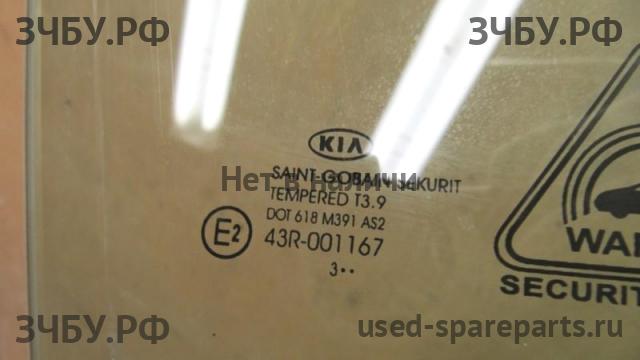 ЗЧБУ.РФ ЗЧБУ.РФ
KIA
SAINT-GOBAIN SEKURIT
Нет в наличии
TEMPERED T3.9
DOT 618 M391 AS2
E2 43R-001167
3••
WAR
SECURIT
ЗЧБУ.РФ used-spareparts.ru